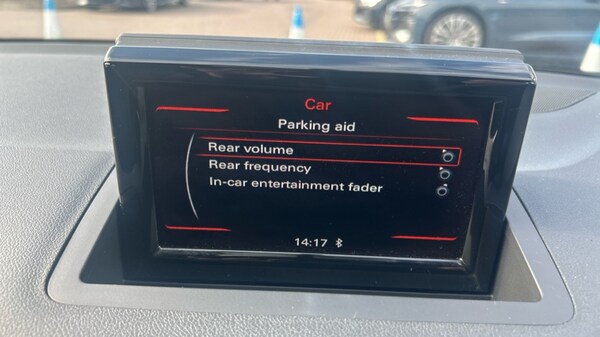 Car
Parking aid
Rear volume
Rear frequency
In-car entertainment fader
14:17